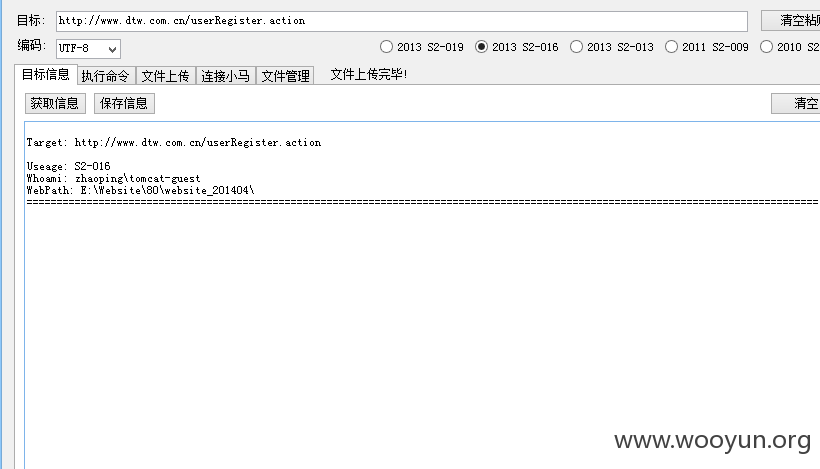 目标: http://www.dtw.com.cn/userRegister.action 清空粘
编码: UTF-8 2013 S2-019 2013 S2-016 2013 S2-013 2011 S2-009 2010 S2
目标信息 执行命令 文件上传 连接小马 文件管理 文件上传完毕!
获取信息 保存信息 清空
Target: http://www.dtw.com.cn/userRegister.action
Useage: S2-016
Whoami: zhaoping\tomcat-guest
WebPath: E:\Website\80\website_201404\
www.wooyun.org